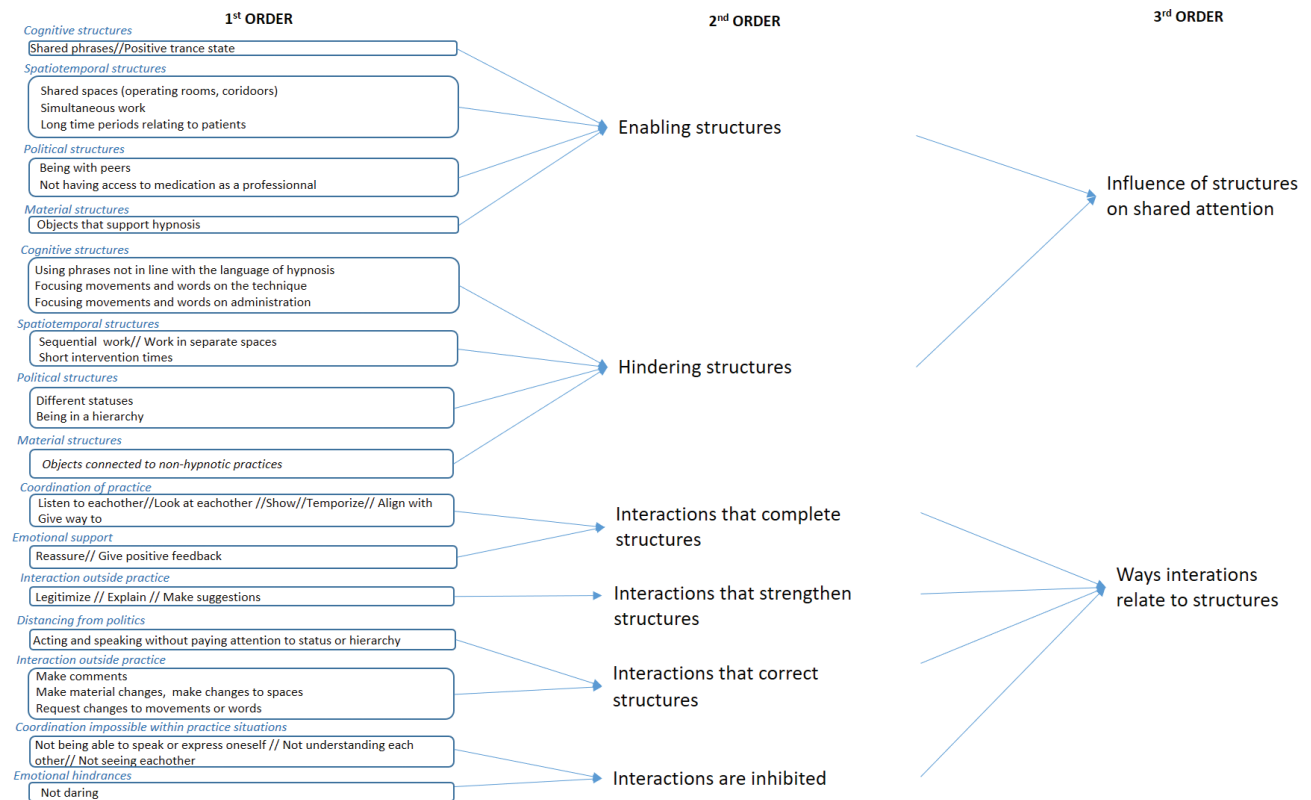 1st ORDER
2nd ORDER
3rd ORDER
Cognitive structures
Shared phrases//Positive trance state
Spatiotemporal structures
Shared spaces (operating rooms, coridoors)
Simultaneous work
Long time periods relating to patients
Political structures
Being with peers
Not having access to medication as a professionnal
Material structures
Objects that support hypnosis
Enabling structures
Cognitive structures
Using phrases not in line with the language of hypnosis
Focusing movements and words on the technique
Focusing movements and words on administration
Spatiotemporal structures
Sequential work// Work in separate spaces
Short intervention times
Political structures
Different statuses
Being in a hierarchy
Material structures
Objects connected to non-hypnotic practices
Hindering structures
Influence of structures
on shared attention
Coordination of practice
Listen to eachother//Look at eachother //Show//Temporize// Align with
Give way to
Emotional support
Reassure// Give positive feedback
Interactions that complete
structures
Interaction outside practice
Legitimize // Explain // Make suggestions
Interactions that strengthen
structures
Distancing from politics
Acting and speaking without paying attention to status or hierarchy
Interaction outside practice
Make comments
Make material changes, make changes to spaces
Request changes to movements or words
Interactions that correct
structures
Coordination impossible within practice situations
Not being able to speak or express oneself // Not understanding each
other// Not seeing eachother
Emotional hindrances
Not daring
Interactions are inhibited
Ways interations
relate to structures